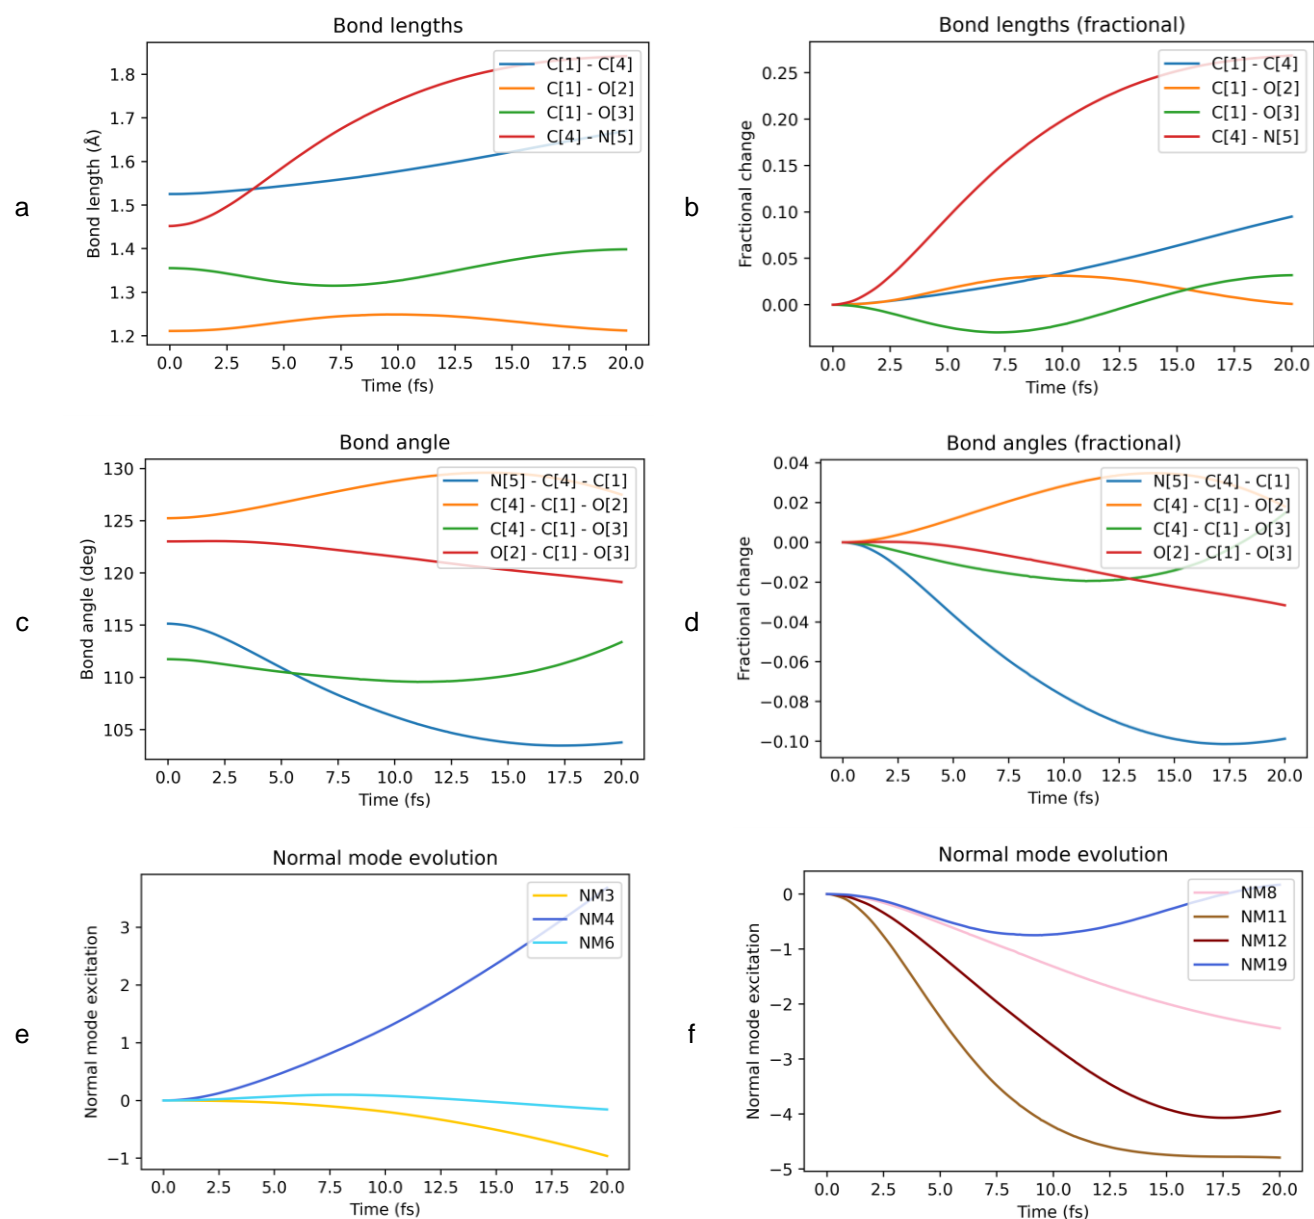 a
Bond lengths
Bond length (Å)
1.8
1.7
1.6
1.5
1.4
1.3
1.2
C[1] - C[4]
C[1] - O[2]
C[1] - O[3]
C[4] - N[5]
0.0 2.5 5.0 7.5 10.0 12.5 15.0 17.5 20.0
Time (fs)
b
Bond lengths (fractional)
Fractional change
0.25
0.20
0.15
0.10
0.05
0.00
C[1] - C[4]
C[1] - O[2]
C[1] - O[3]
C[4] - N[5]
0.0 2.5 5.0 7.5 10.0 12.5 15.0 17.5 20.0
Time (fs)
c
Bond angle
Bond angle (deg)
130
125
120
115
110
105
N[5] - C[4] - C[1]
C[4] - C[1] - O[2]
C[4] - C[1] - O[3]
O[2] - C[1] - O[3]
0.0 2.5 5.0 7.5 10.0 12.5 15.0 17.5 20.0
Time (fs)
d
Bond angles (fractional)
Fractional change
0.04
0.02
0.00
−0.02
−0.04
−0.06
−0.08
−0.10
N[5] - C[4] - C[1]
C[4] - C[1] - O[2]
C[4] - C[1] - O[3]
O[2] - C[1] - O[3]
0.0 2.5 5.0 7.5 10.0 12.5 15.0 17.5 20.0
Time (fs)
e
Normal mode evolution
Normal mode excitation
3
2
1
0
−1
NM3
NM4
NM6
0.0 2.5 5.0 7.5 10.0 12.5 15.0 17.5 20.0
Time (fs)
f
Normal mode evolution
Normal mode excitation
0
−1
−2
−3
−4
−5
NM8
NM11
NM12
NM19
0.0 2.5 5.0 7.5 10.0 12.5 15.0 17.5 20.0
Time (fs)